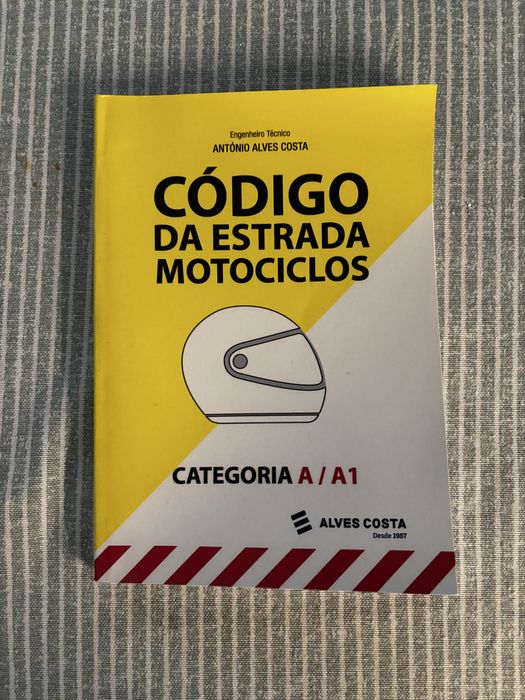 Engenheiro Técnico
ANTÓNIO ALVES COSTA
CÓDIGO
DA ESTRADA
MOTOCICLOS
CATEGORIA A / A1
ALVES COSTA
Desde 1957